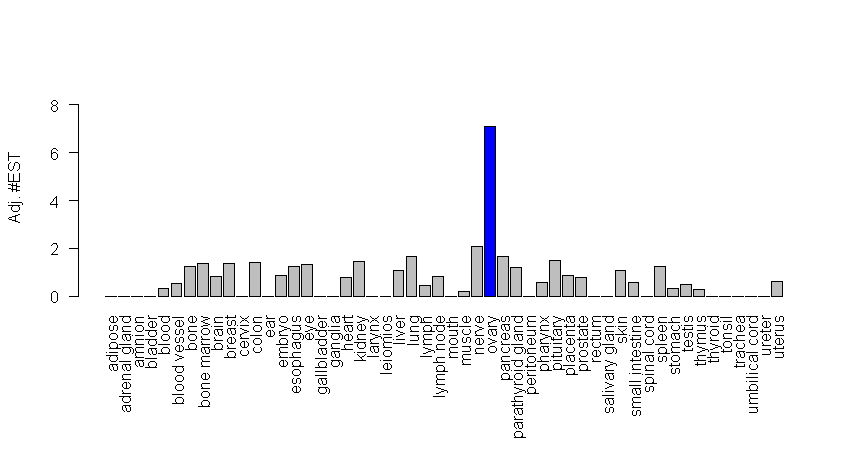 8
6
4
2
0
Adj. #EST
adipose
adrenal gland
amnion
bladder
blood
blood vessel
bone
bone marrow
brain
breast
cervix
colon
ear
embryo
esophagus
eye
gallbladder
ganglia
heart
kidney
larynx
leiomios
liver
lung
lymph
lymph node
mouth
muscle
nerve
ovary
pancreas
parathyroid gland
peritoneum
pharynx
pituitary
placenta
prostate
rectum
salivary gland
skin
small intestine
spinal cord
spleen
stomach
testis
thymus
thyroid
tonsil
trachea
umbilical cord
ureter
uterus